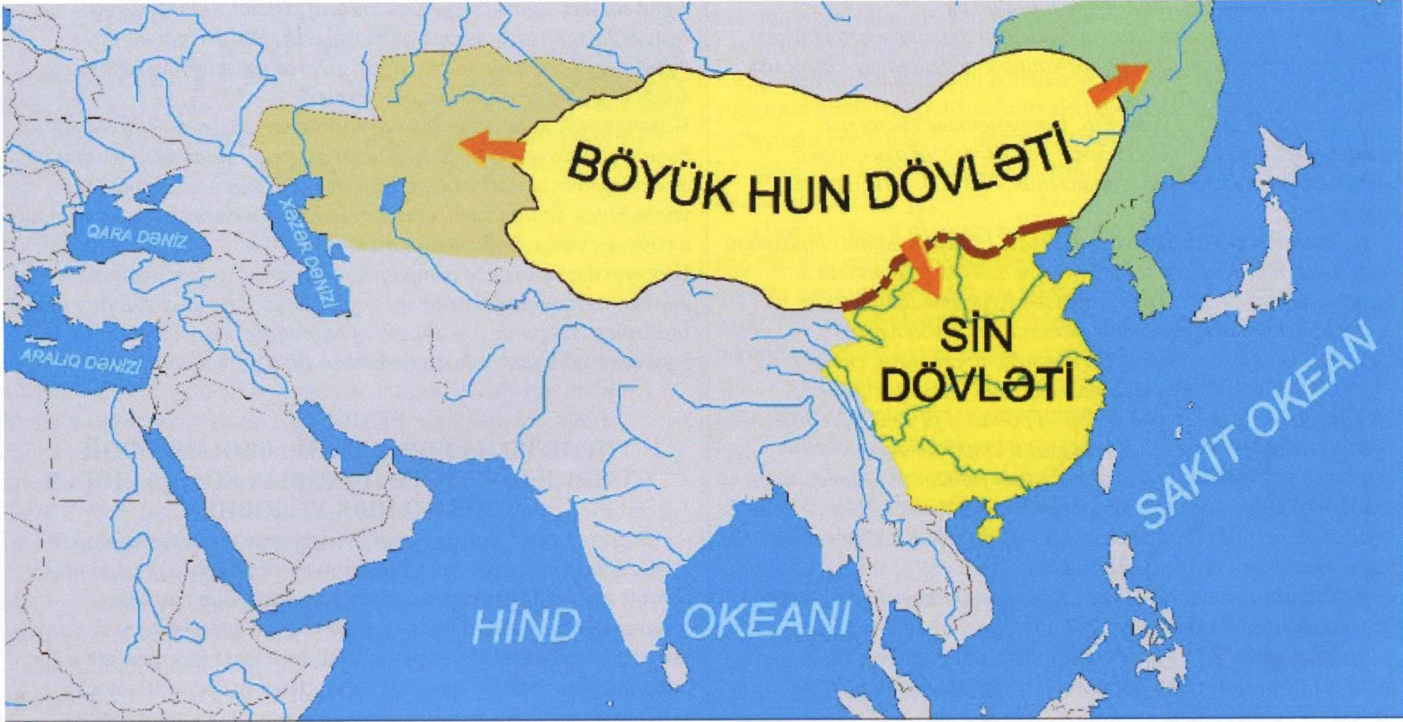 BÖYÜK HUN DÖVLƏTİ
QARA DƏNİZ
XƏZƏR DƏNİZİ
ARALIQ DƏNİZİ
SİN
DÖVLƏTİ
SAKİT OKEAN
HİND OKEANI